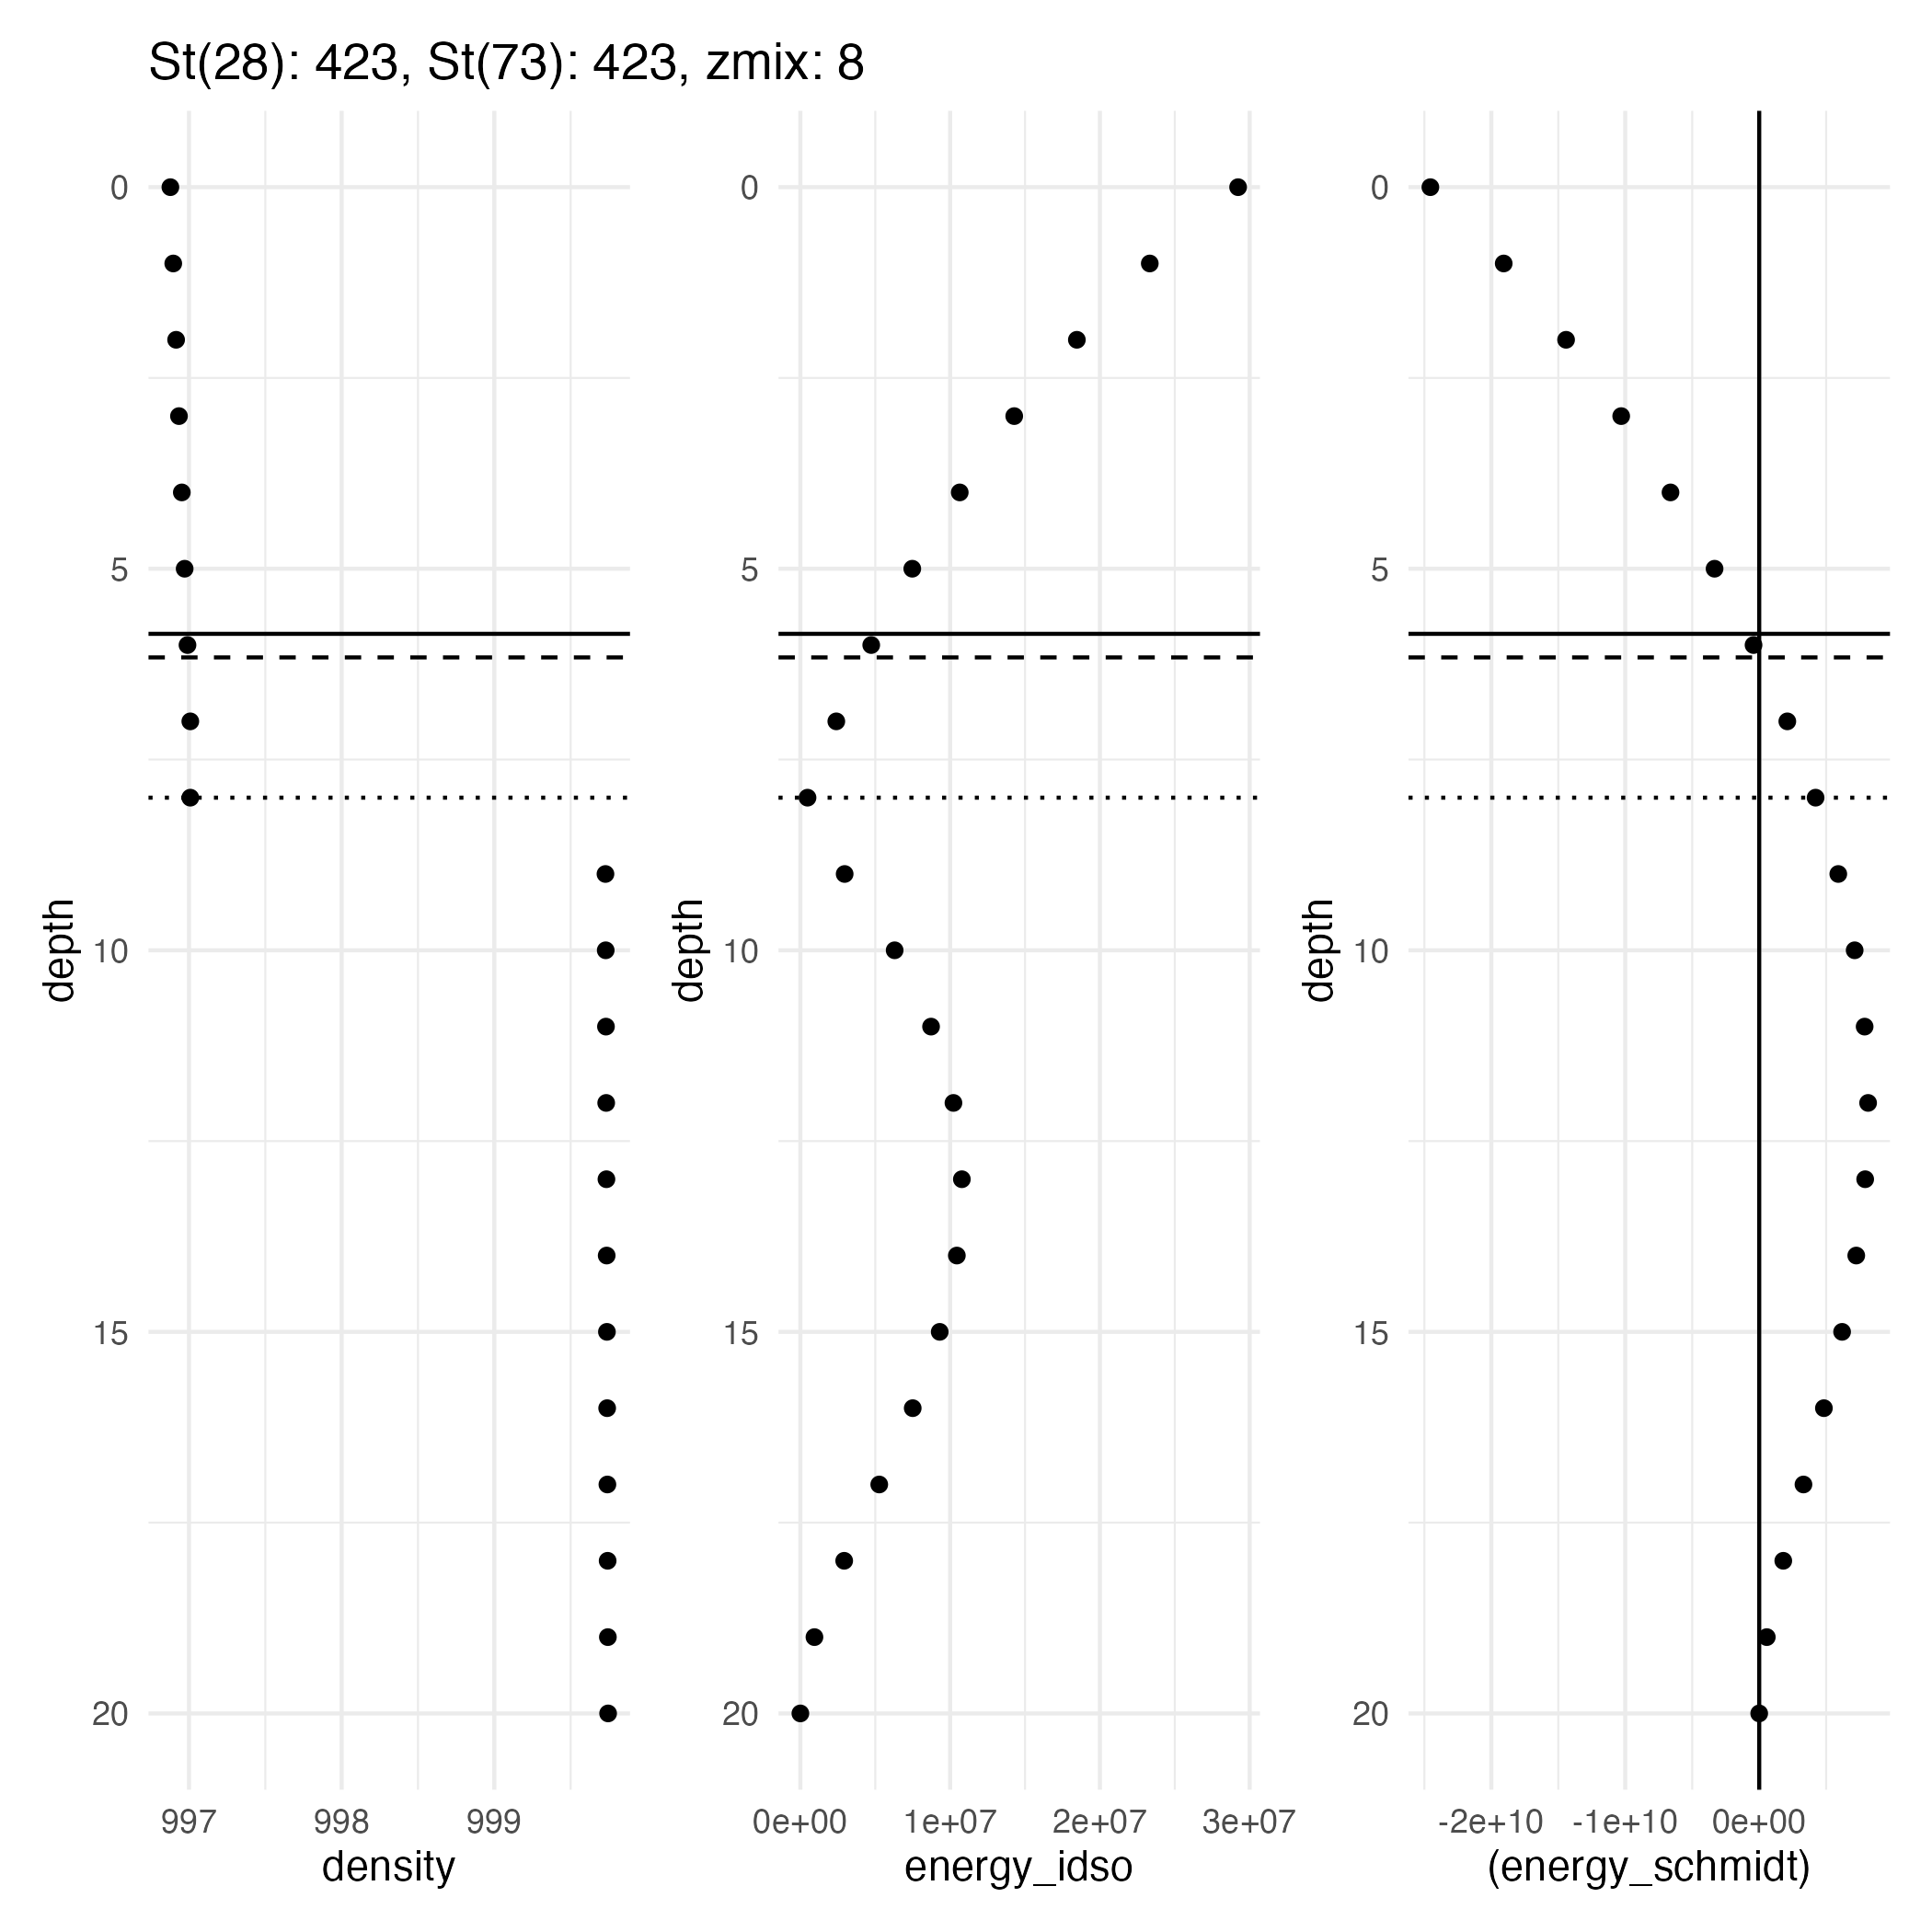 St(28): 423, St(73): 423, zmix: 8
0
5
10
15
20
depth
997
998
999
density
0
5
10
15
20
depth
0e+00
1e+07
2e+07
3e+07
energy_idso
0
5
10
15
20
depth
-2e+10
-1e+10
0e+00
(energy_schmidt)